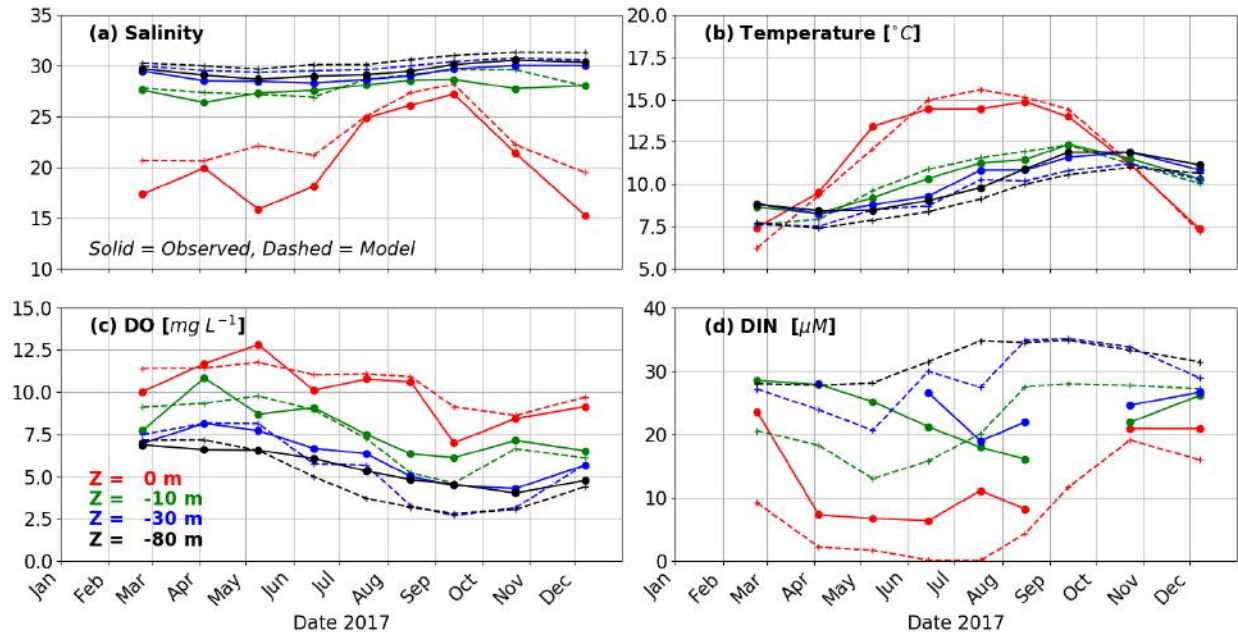 (a) Salinity
35
30
25
20
15
10
Solid = Observed, Dashed = Model
(b) Temperature [°C]
20.0
17.5
15.0
12.5
10.0
7.5
5.0
(c) DO [mg L⁻¹]
15.0
12.5
10.0
7.5
5.0
2.5
0.0
Z = 0 m
Z = -10 m
Z = -30 m
Z = -80 m
Jan Feb Mar Apr May Jun Jul Aug Sep Oct Nov Dec
Date 2017
(d) DIN [μM]
40
30
20
10
0
Jan Feb Mar Apr May Jun Jul Aug Sep Oct Nov Dec
Date 2017